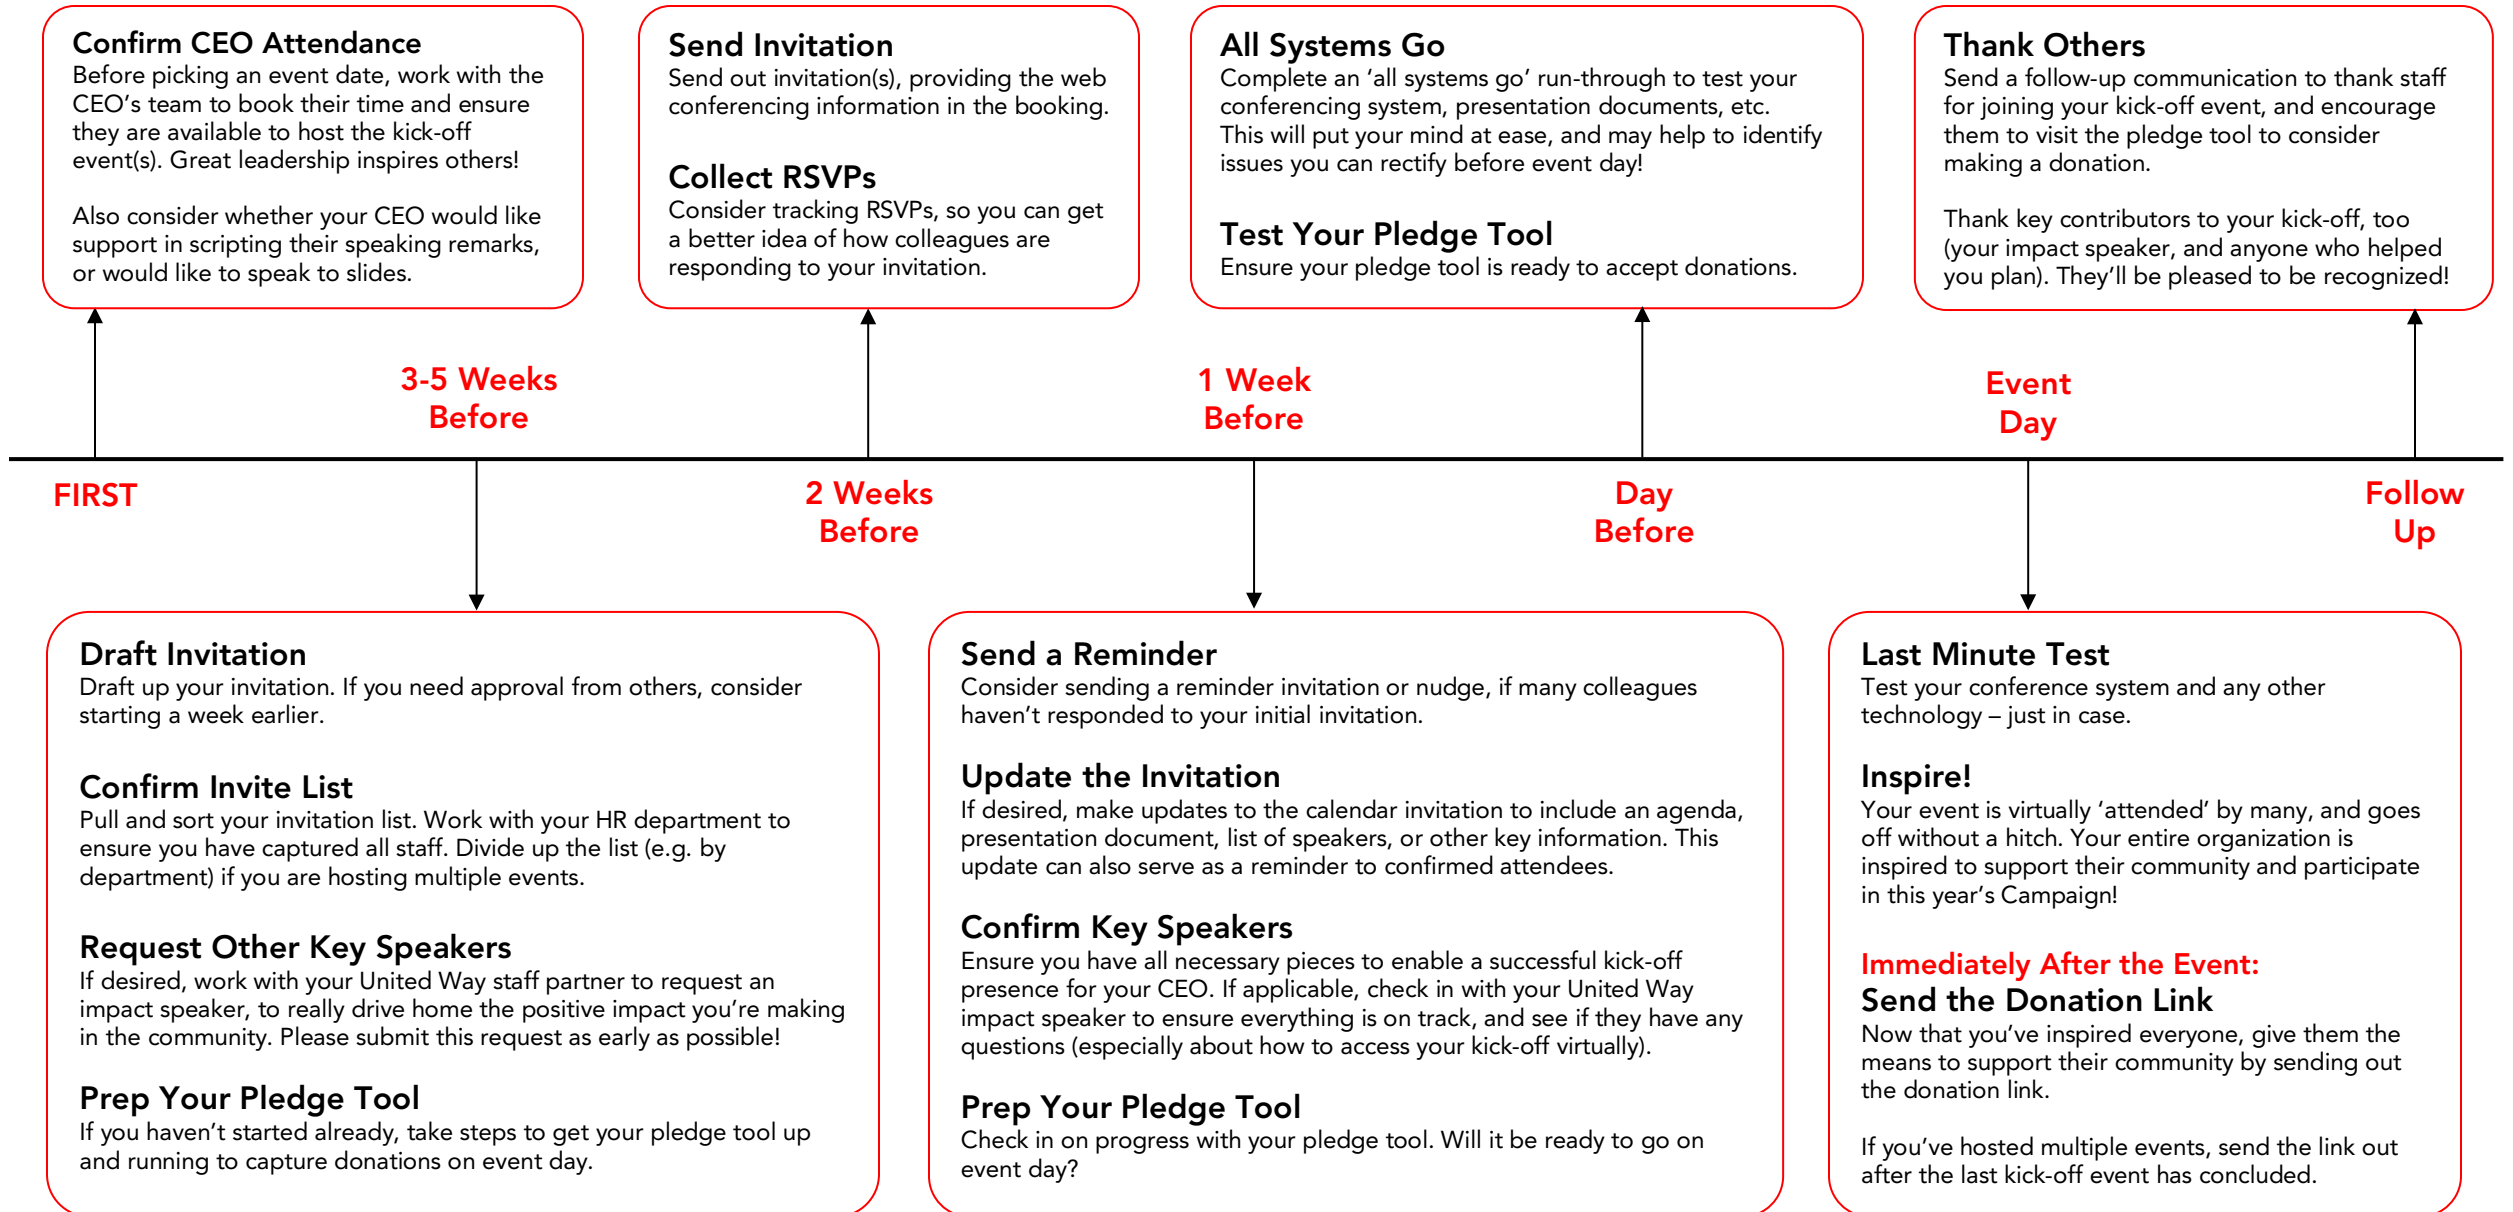 Confirm CEO Attendance
Before picking an event date, work with the
CEO’s team to book their time and ensure
they are available to host the kick-off
event(s). Great leadership inspires others!
Also consider whether your CEO would like
support in scripting their speaking remarks,
or would like to speak to slides.
Send Invitation
Send out invitation(s), providing the web
conferencing information in the booking.
Collect RSVPs
Consider tracking RSVPs, so you can get
a better idea of how colleagues are
responding to your invitation.
All Systems Go
Complete an ‘all systems go’ run-through to test your
conferencing system, presentation documents, etc.
This will put your mind at ease, and may help to identify
issues you can rectify before event day!
Test Your Pledge Tool
Ensure your pledge tool is ready to accept donations.
Thank Others
Send a follow-up communication to thank staff
for joining your kick-off event, and encourage
them to visit the pledge tool to consider
making a donation.
Thank key contributors to your kick-off, too
(your impact speaker, and anyone who helped
you plan). They’ll be pleased to be recognized!
3-5 Weeks
Before
1 Week
Before
Event
Day
FIRST
2 Weeks
Before
Day
Before
Follow
Up
Draft Invitation
Draft up your invitation. If you need approval from others, consider
starting a week earlier.
Confirm Invite List
Pull and sort your invitation list. Work with your HR department to
ensure you have captured all staff. Divide up the list (e.g. by
department) if you are hosting multiple events.
Request Other Key Speakers
If desired, work with your United Way staff partner to request an
impact speaker, to really drive home the positive impact you’re making
in the community. Please submit this request as early as possible!
Prep Your Pledge Tool
If you haven’t started already, take steps to get your pledge tool up
and running to capture donations on event day.
Send a Reminder
Consider sending a reminder invitation or nudge, if many colleagues
haven’t responded to your initial invitation.
Update the Invitation
If desired, make updates to the calendar invitation to include an agenda,
presentation document, list of speakers, or other key information. This
update can also serve as a reminder to confirmed attendees.
Confirm Key Speakers
Ensure you have all necessary pieces to enable a successful kick-off
presence for your CEO. If applicable, check in with your United Way
impact speaker to ensure everything is on track, and see if they have any
questions (especially about how to access your kick-off virtually).
Prep Your Pledge Tool
Check in on progress with your pledge tool. Will it be ready to go on
event day?
Last Minute Test
Test your conference system and any other
technology – just in case.
Inspire!
Your event is virtually ‘attended’ by many, and goes
off without a hitch. Your entire organization is
inspired to support their community and participate
in this year’s Campaign!
Immediately After the Event:
Send the Donation Link
Now that you’ve inspired everyone, give them the
means to support their community by sending out
the donation link.
If you’ve hosted multiple events, send the link out
after the last kick-off event has concluded.